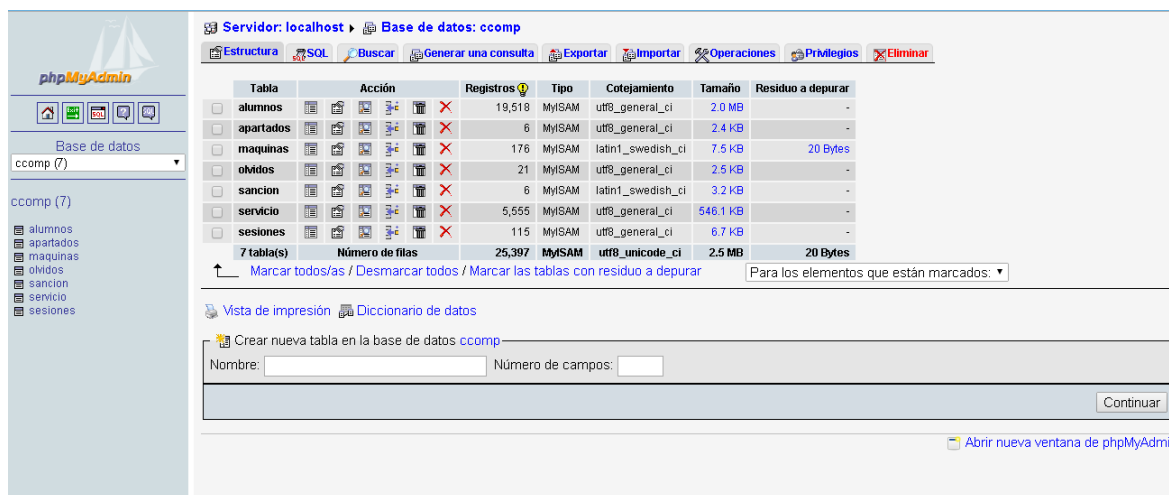 phpMyAdmin
Base de datos
ccomp (7)
ccomp (7)
alumnos
apartados
maquinas
olvidos
sancion
servicio
sesiones
Servidor: localhost Base de datos: ccomp
Estructura SQL Buscar Generar una consulta Exportar Importar Operaciones Privilegios Eliminar
Tabla Acción Registros Tipo Cotejamiento Tamaño Residuo a depurar
alumnos 19,518 MyISAM utf8_general_ci 2.0 MB -
apartados 6 MyISAM utf8_general_ci 2.4 KB -
maquinas 176 MyISAM latin1_swedish_ci 7.5 KB 20 Bytes
olvidos 21 MyISAM utf8_general_ci 2.5 KB -
sancion 6 MyISAM latin1_swedish_ci 3.2 KB -
servicio 5,555 MyISAM utf8_general_ci 546.1 KB -
sesiones 115 MyISAM utf8_general_ci 6.7 KB -
7 tabla(s) Número de filas 25,397 MyISAM utf8_unicode_ci 2.5 MB 20 Bytes
Marcar todos/as / Desmarcar todos / Marcar las tablas con residuo a depurar Para los elementos que están marcados:
Vista de impresión Diccionario de datos
Crear nueva tabla en la base de datos ccomp
Nombre: Número de campos:
Continuar
Abrir nueva ventana de phpMyAdmi